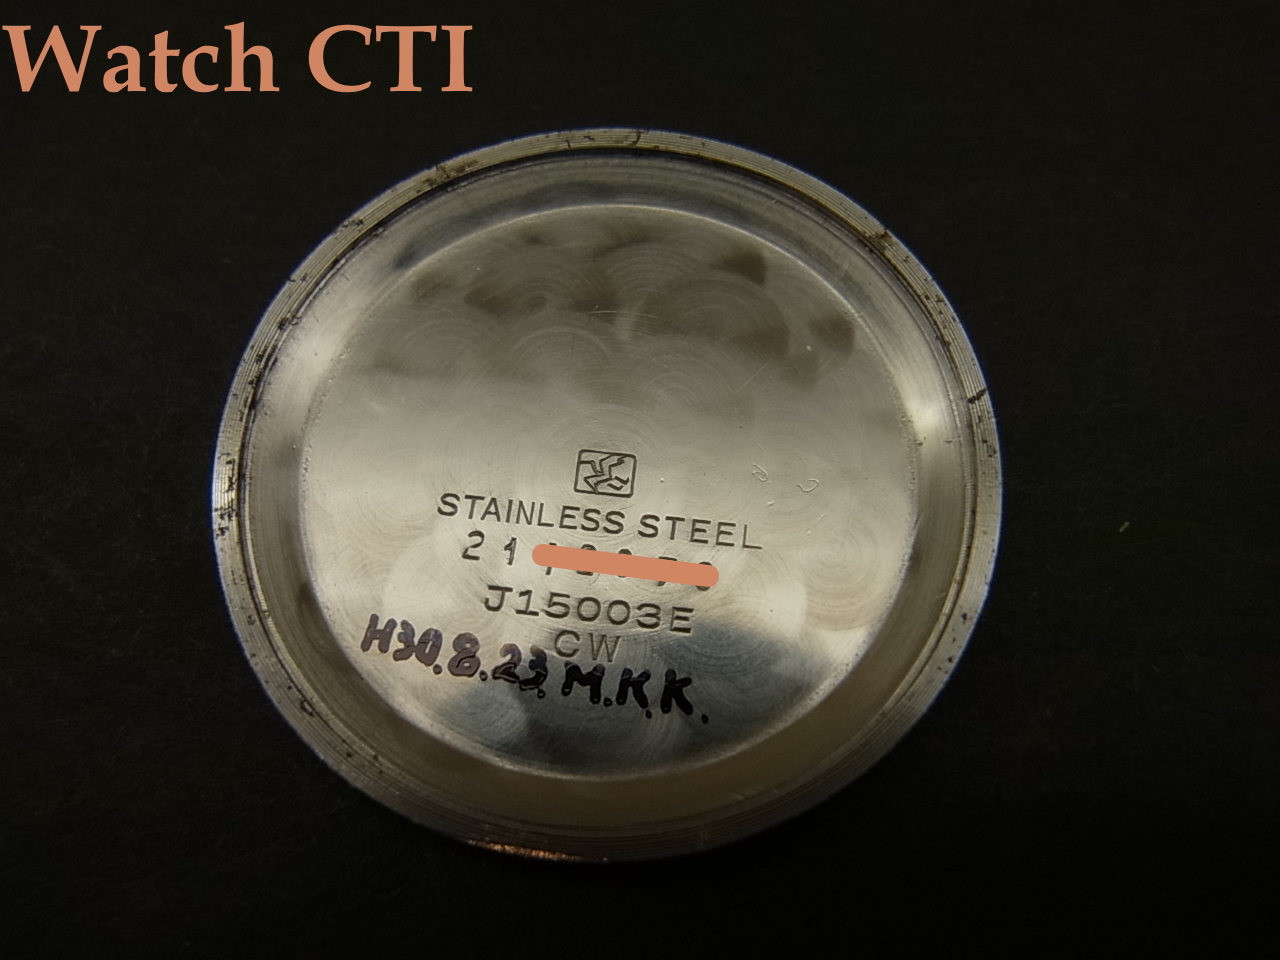 Watch CTI
STAINLESS STEEL
21
J15003E
CW
H30.8.23. M.K.K.